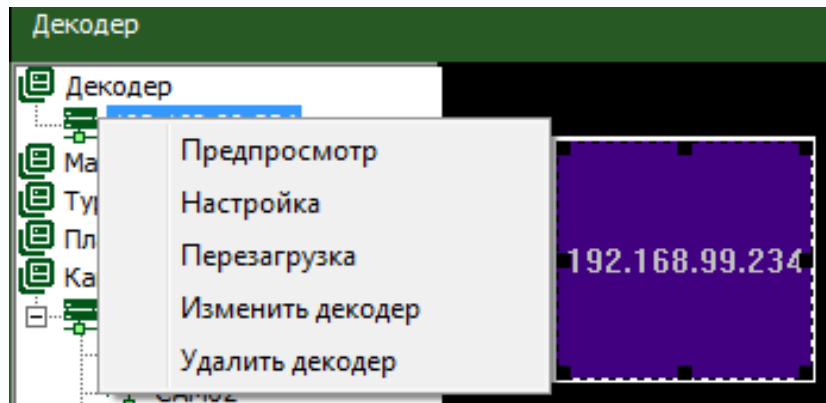 Декодер
Декодер
Предпросмотр
Настройка
Перезагрузка
Изменить декодер
Удалить декодер
192.168.99.234